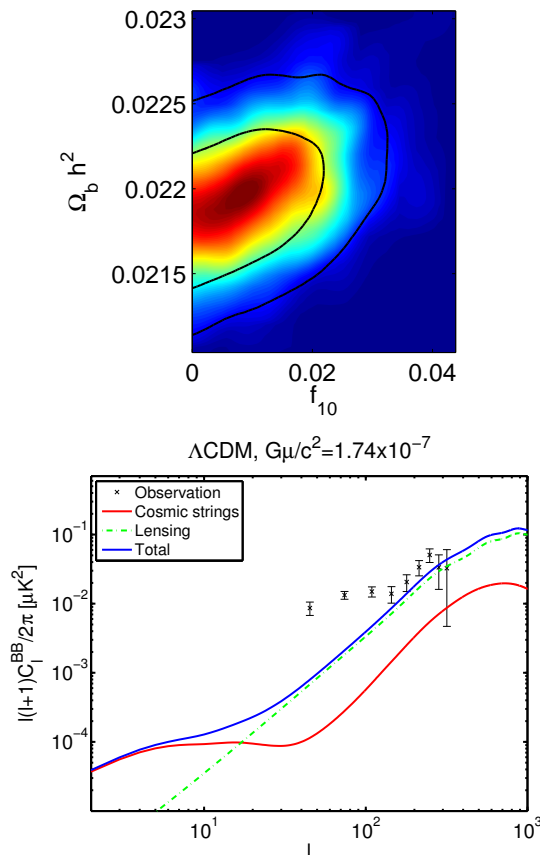 0.023
0.0225
0.022
0.0215
Ω_b h^2
0 0.02 0.04
f_10
ΛCDM, Gμ/c^2=1.74x10^−7
Observation
Cosmic strings
Lensing
Total
10^−1
10^−2
10^−3
10^−4
l(l+1)C_l^BB/2π [μK^2]
10^1 10^2 10^3
l